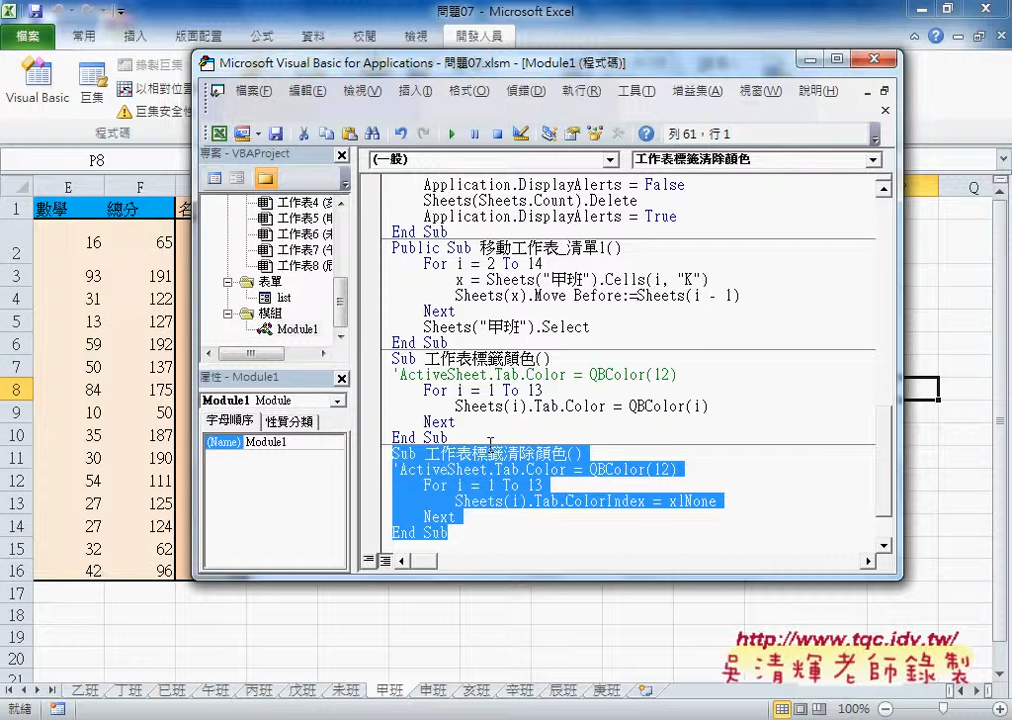 問題07 - Microsoft Excel
檔案 常用 插入 版面配置 公式 資料 校閱 檢視 開發人員
Visual Basic 巨集 錄製巨集
以相對位置
巨集安全性
程式碼
P8
E F Q
1 數學 總分
2 16 65
3 93 191
4 31 122
5 13 127
6 59 192
7 50 137
8 84 175
9 10 50
10 35 187
11 30 190
12 54 111
13 27 125
14 27 124
15 32 62
16 42 96
17
18
19
20
21
Microsoft Visual Basic for Applications - 問題07.xlsm - [Module1 (程式碼)]
檔案(F) 編輯(E) 檢視(V) 插入(I) 格式(O) 偵錯(D) 執行(R) 工具(T) 增益集(A) 視窗(W) 說明(H)
列 61，行 1
專案 - VBAProject
工作表4
工作表5
工作表6
工作表7
工作表8
表單
list
模組
Module1
屬性 - Module1
Module1 Module
字母順序 性質分類
(Name) Module1
(一般) 工作表標籤清除顏色
Application.DisplayAlerts = False
Sheets(Sheets.Count).Delete
Application.DisplayAlerts = True
End Sub
Public Sub 移動工作表_清單1()
For i = 2 To 14
x = Sheets("甲班").Cells(i, "K")
Sheets(x).Move Before:=Sheets(i - 1)
Next
Sheets("甲班").Select
End Sub
Sub 工作表標籤顏色()
'ActiveSheet.Tab.Color = QBColor(12)
For i = 1 To 13
Sheets(i).Tab.Color = QBColor(i)
Next
End Sub
Sub 工作表標籤清除顏色()
'ActiveSheet.Tab.Color = QBColor(12)
For i = 1 To 13
Sheets(i).Tab.ColorIndex = xlNone
Next
End Sub
http://www.tqc.idv.tw/
吳清輝老師錄製
乙班 丁班 已班 午班 丙班 戊班 未班 甲班 申班 亥班 辛班 辰班 庚班
就緒 100%